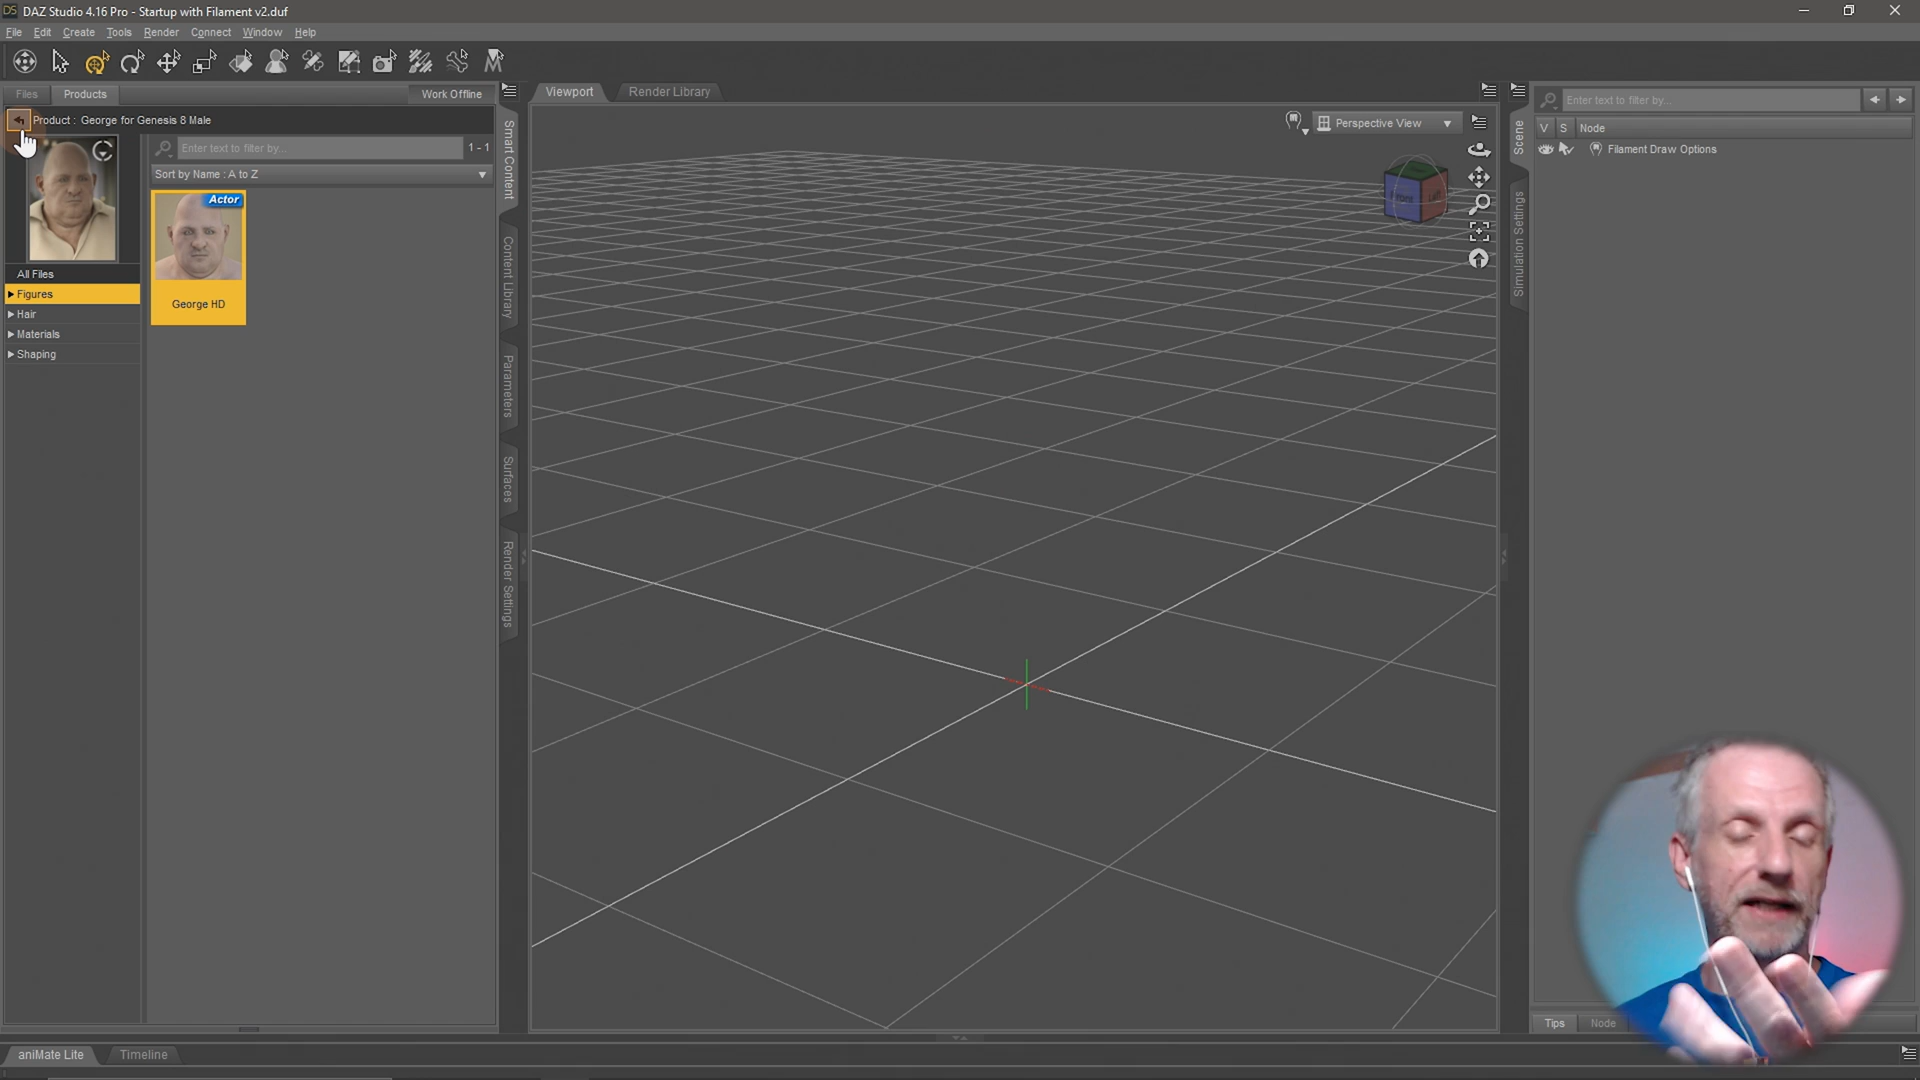 DAZ Studio 4.16 Pro - Startup with Filament v2.duf
File Edit Create Tools Render Connect Window Help
Files Products Work Offline
Product : George for Genesis 8 Male
Enter text to filter by... 1 - 1
Sort by Name : A to Z
Actor
George HD
All Files
Figures
Hair
Materials
Shaping
Smart Content
Content Library
Parameters
Surfaces
Render Settings
Viewport Render Library
Perspective View
Scene
Simulation Settings
Enter text to filter by...
V S Node
Filament Draw Options
Tips Node
aniMate Lite Timeline